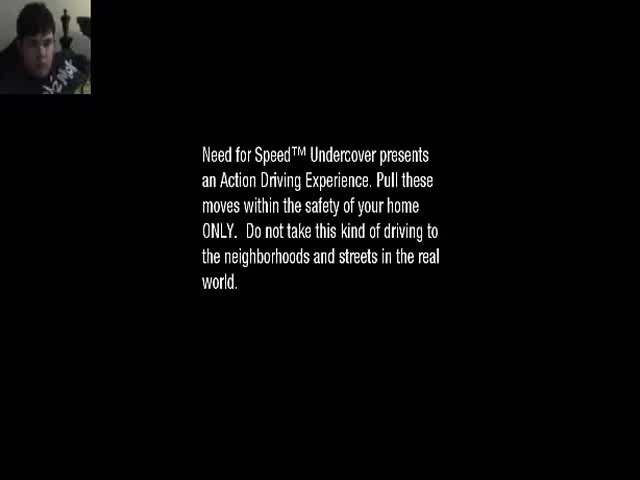 Need for Speed™ Undercover presents
an Action Driving Experience. Pull these
moves within the safety of your home
ONLY.  Do not take this kind of driving to
the neighborhoods and streets in the real
world.